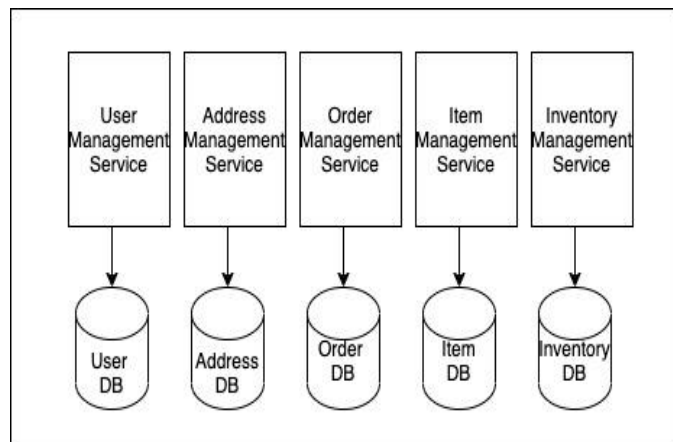 User
Management
Service
Address
Management
Service
Order
Management
Service
Item
Management
Service
Inventory
Management
Service
User
DB
Address
DB
Order
DB
Item
DB
Inventory
DB